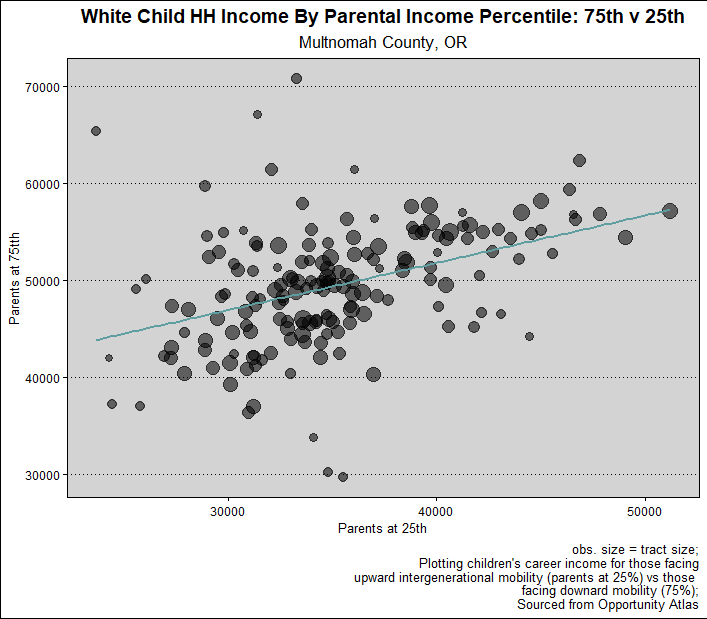 White Child HH Income By Parental Income Percentile: 75th v 25th
Multnomah County, OR
70000
60000
50000
40000
30000
Parents at 75tth
30000
40000
50000
Parents at 25th
obs. size = tract size;
Plotting children's career income for those facing
upward intergenerational mobility (parents at 25%) vs those
facing downard mobility (75%);
Sourced from Opportunity Atlas